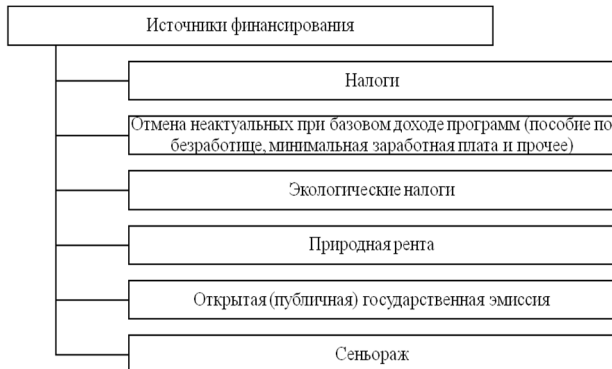 Источники финансирования
Налоги
Отмена неактуальных при базовом доходе программ (пособие по
безработице, минимальная заработная плата и прочее)
Экологические налоги
Природная рента
Открытая (публичная) государственная эмиссия
Сеньораж